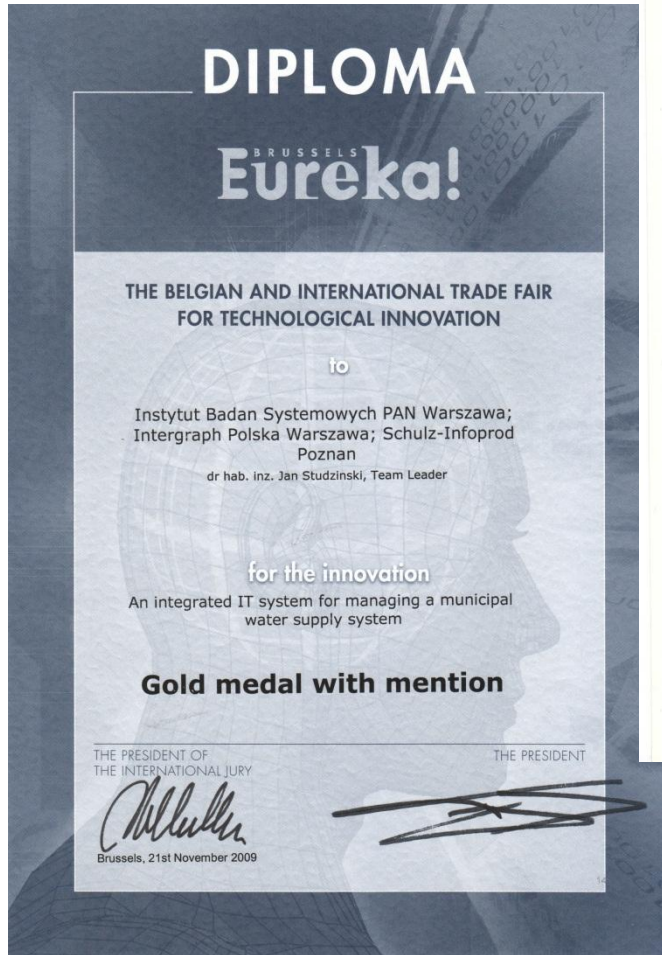 DIPLOMA
BRUSSELS
Eureka!
THE BELGIAN AND INTERNATIONAL TRADE FAIR
FOR TECHNOLOGICAL INNOVATION
to
Instytut Badan Systemowych PAN Warszawa;
Intergraph Polska Warszawa; Schulz-Infoprod
Poznan
dr hab. inz. Jan Studzinski, Team Leader
for the innovation
An integrated IT system for managing a municipal
water supply system
Gold medal with mention
THE PRESIDENT OF
THE INTERNATIONAL JURY
THE PRESIDENT
Brussels, 21st November 2009